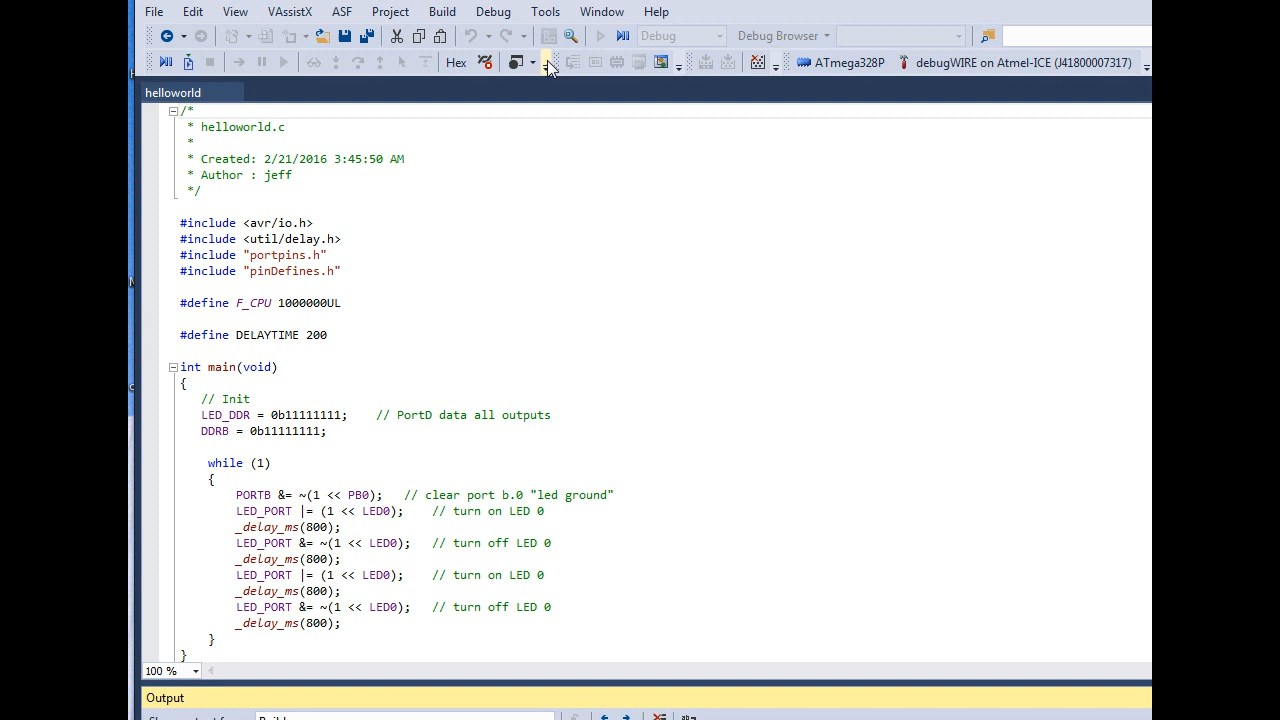 File Edit View VAssistX ASF Project Build Debug Tools Window Help
Debug Debug Browser
Hex ATmega328P debugWIRE on Atmel-ICE (J41800007317)
helloworld
/*
* helloworld.c
*
* Created: 2/21/2016 3:45:50 AM
* Author : jeff
*/
#include <avr/io.h>
#include <util/delay.h>
#include "portpins.h"
#include "pinDefines.h"
#define F_CPU 1000000UL
#define DELAYTIME 200
int main(void)
{
// Init
LED_DDR = 0b11111111; // PortD data all outputs
DDRB = 0b11111111;
while (1)
{
PORTB &= ~(1 << PB0); // clear port b.0 "led ground"
LED_PORT |= (1 << LED0); // turn on LED 0
_delay_ms(800);
LED_PORT &= ~(1 << LED0); // turn off LED 0
_delay_ms(800);
LED_PORT |= (1 << LED0); // turn on LED 0
_delay_ms(800);
LED_PORT &= ~(1 << LED0); // turn off LED 0
_delay_ms(800);
}
}
100 %
Output